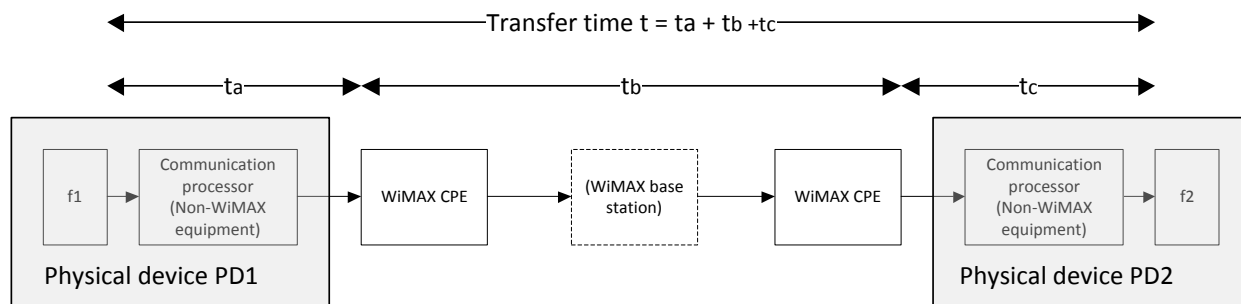 Transfer time t = ta + tb +tc
ta
tb
tc
f1
Communication
processor
(Non-WiMAX
equipment)
WiMAX CPE
(WiMAX base
station)
WiMAX CPE
Communication
processor
(Non-WiMAX
equipment)
f2
Physical device PD1
Physical device PD2